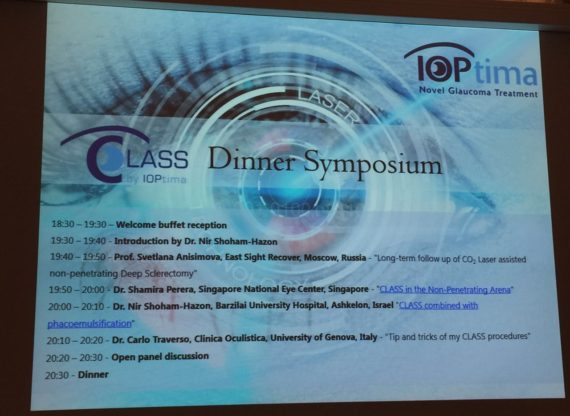 IOPtima
Novel Glaucoma Treatment
LASER
CLASS
by IOPtima
Dinner Symposium
18:30 – 19:30 – Welcome buffet reception
19:30 – 19:40 - Introduction by Dr. Nir Shoham-Hazon
19:40 – 19:50 - Prof. Svetlana Anisimova, East Sight Recover, Moscow, Russia - "Long-term follow up of CO₂ Laser assisted
non-penetrating Deep Sclerectomy"
19:50 – 20:00 - Dr. Shamira Perera, Singapore National Eye Center, Singapore - "CLASS in the Non-Penetrating Arena"
20:00 – 20:10 - Dr. Nir Shoham-Hazon, Barzilai University Hospital, Ashkelon, Israel "CLASS combined with
phacoemulsification"
20:10 – 20:20 - Dr. Carlo Traverso, Clinica Oculistica, University of Genova, Italy - "Tip and tricks of my CLASS procedures"
20:20 – 20:30 - Open panel discussion
20:30 - Dinner